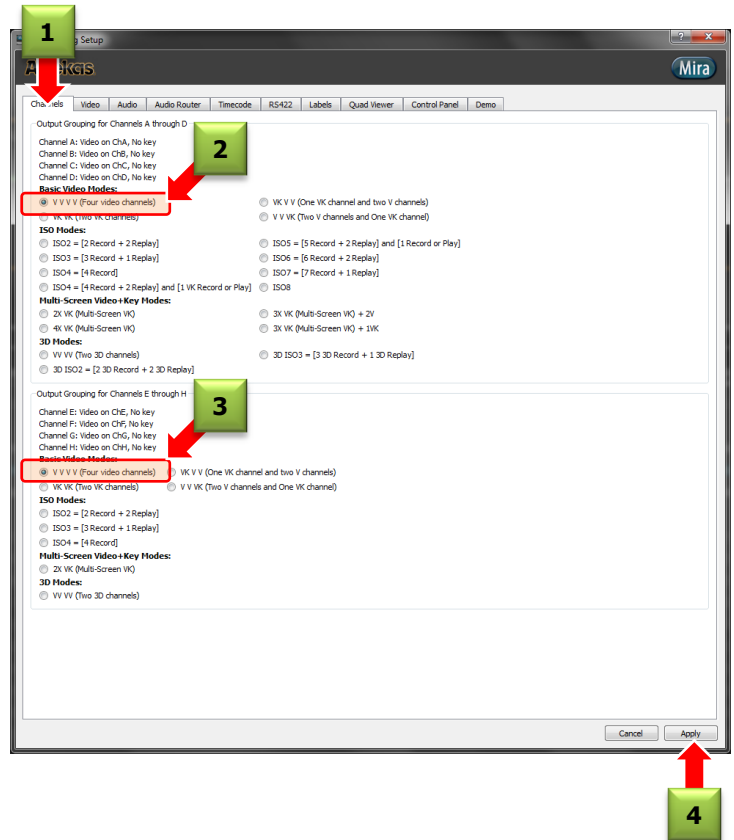 1
Setup
Mira
Channels Video Audio Audio Router Timecode RS422 Labels Quad Viewer Control Panel Demo
Output Grouping for Channels A through D
2
Channel A: Video on ChA, No key
Channel B: Video on ChB, No key
Channel C: Video on ChC, No key
Channel D: Video on ChD, No key
Basic Video Modes:
V V V V (Four video channels) VK V V (One VK channel and two V channels)
VK VK (Two VK channels) V V VK (Two V channels and One VK channel)
ISO Modes:
ISO2 = [2 Record + 2 Replay] ISO5 = [5 Record + 2 Replay] and [1 Record or Play]
ISO3 = [3 Record + 1 Replay] ISO6 = [6 Record + 2 Replay]
ISO4 = [4 Record] ISO7 = [7 Record + 1 Replay]
ISO4 = [4 Record + 2 Replay] and [1 VK Record or Play] ISO8
Multi-Screen Video+Key Modes:
2X VK (Multi-Screen VK) 3X VK (Multi-Screen VK) + 2V
4X VK (Multi-Screen VK) 3X VK (Multi-Screen VK) + 1VK
3D Modes:
VV VV (Two 3D channels) 3D ISO3 = [3 3D Record + 1 3D Replay]
3D ISO2 = [2 3D Record + 2 3D Replay]
Output Grouping for Channels E through H
3
Channel E: Video on ChE, No key
Channel F: Video on ChF, No key
Channel G: Video on ChG, No key
Channel H: Video on ChH, No key
Basic Video Modes:
V V V V (Four video channels) VK V V (One VK channel and two V channels)
VK VK (Two VK channels) V V VK (Two V channels and One VK channel)
ISO Modes:
ISO2 = [2 Record + 2 Replay]
ISO3 = [3 Record + 1 Replay]
ISO4 = [4 Record]
Multi-Screen Video+Key Modes:
2X VK (Multi-Screen VK)
3D Modes:
VV VV (Two 3D channels)
Cancel Apply
4